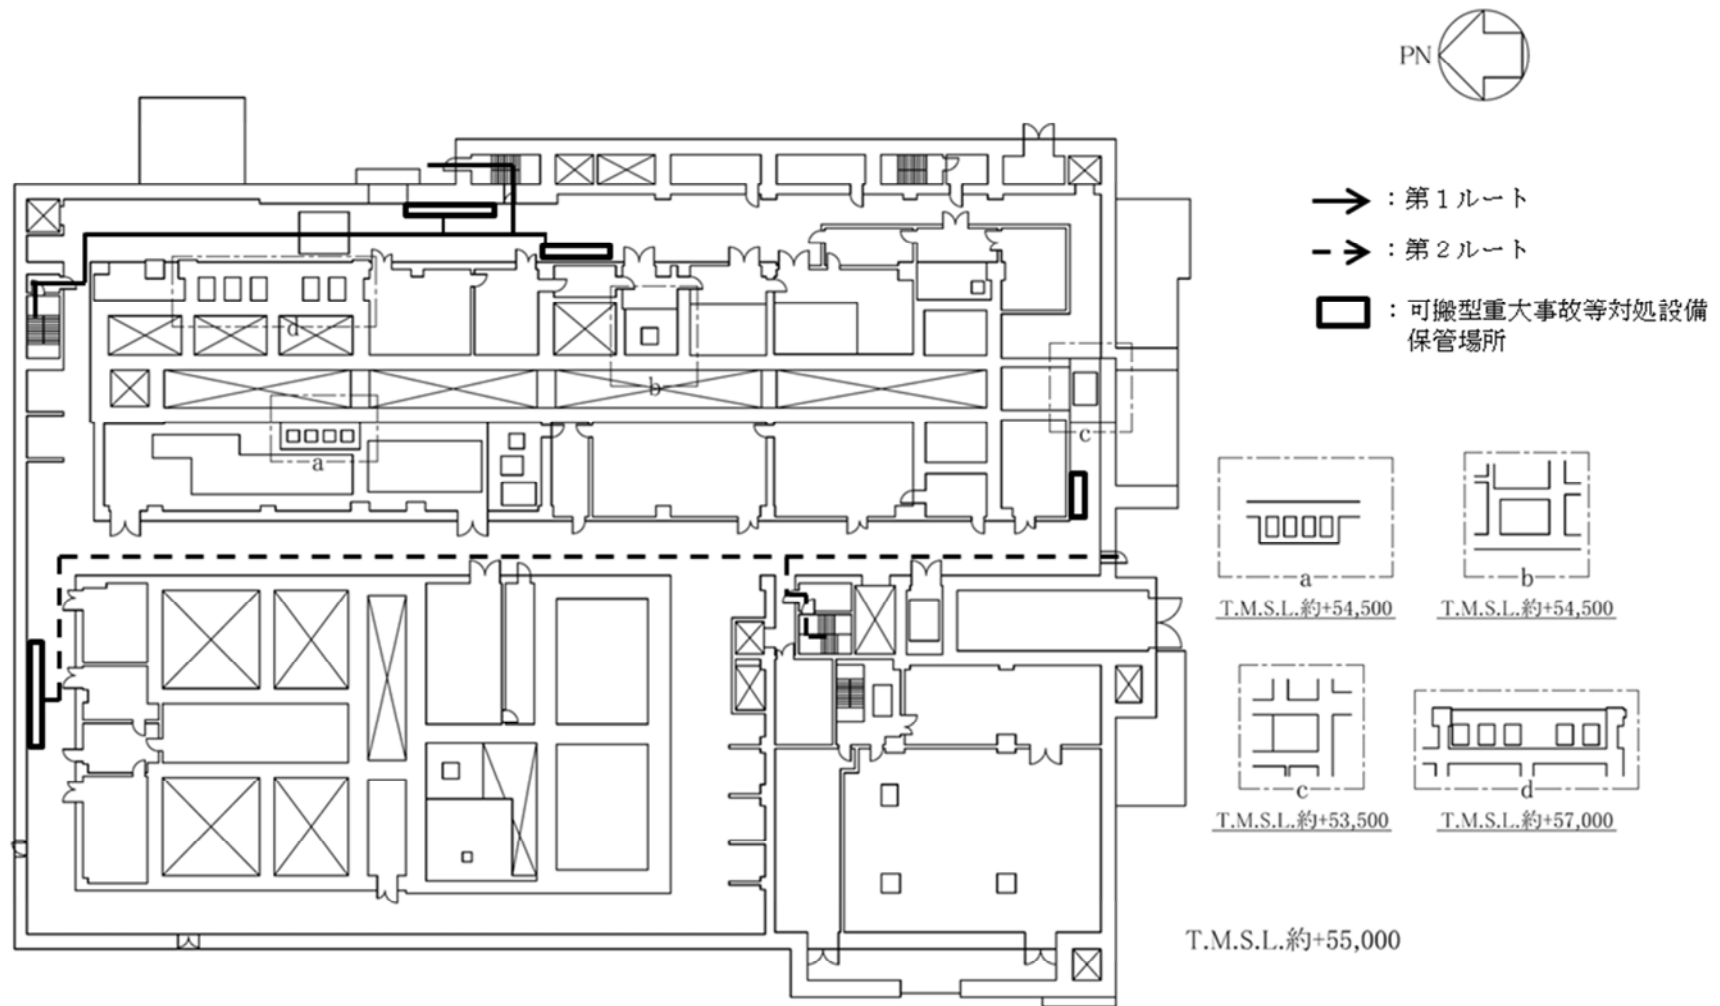 PN
：第１ルート
：第２ルート
：可搬型重大事故等対処設備
保管場所
d
b
c
a
a
T.M.S.L.約+54,500
b
T.M.S.L.約+54,500
c
T.M.S.L.約+53,500
d
T.M.S.L.約+57,000
T.M.S.L.約+55,000